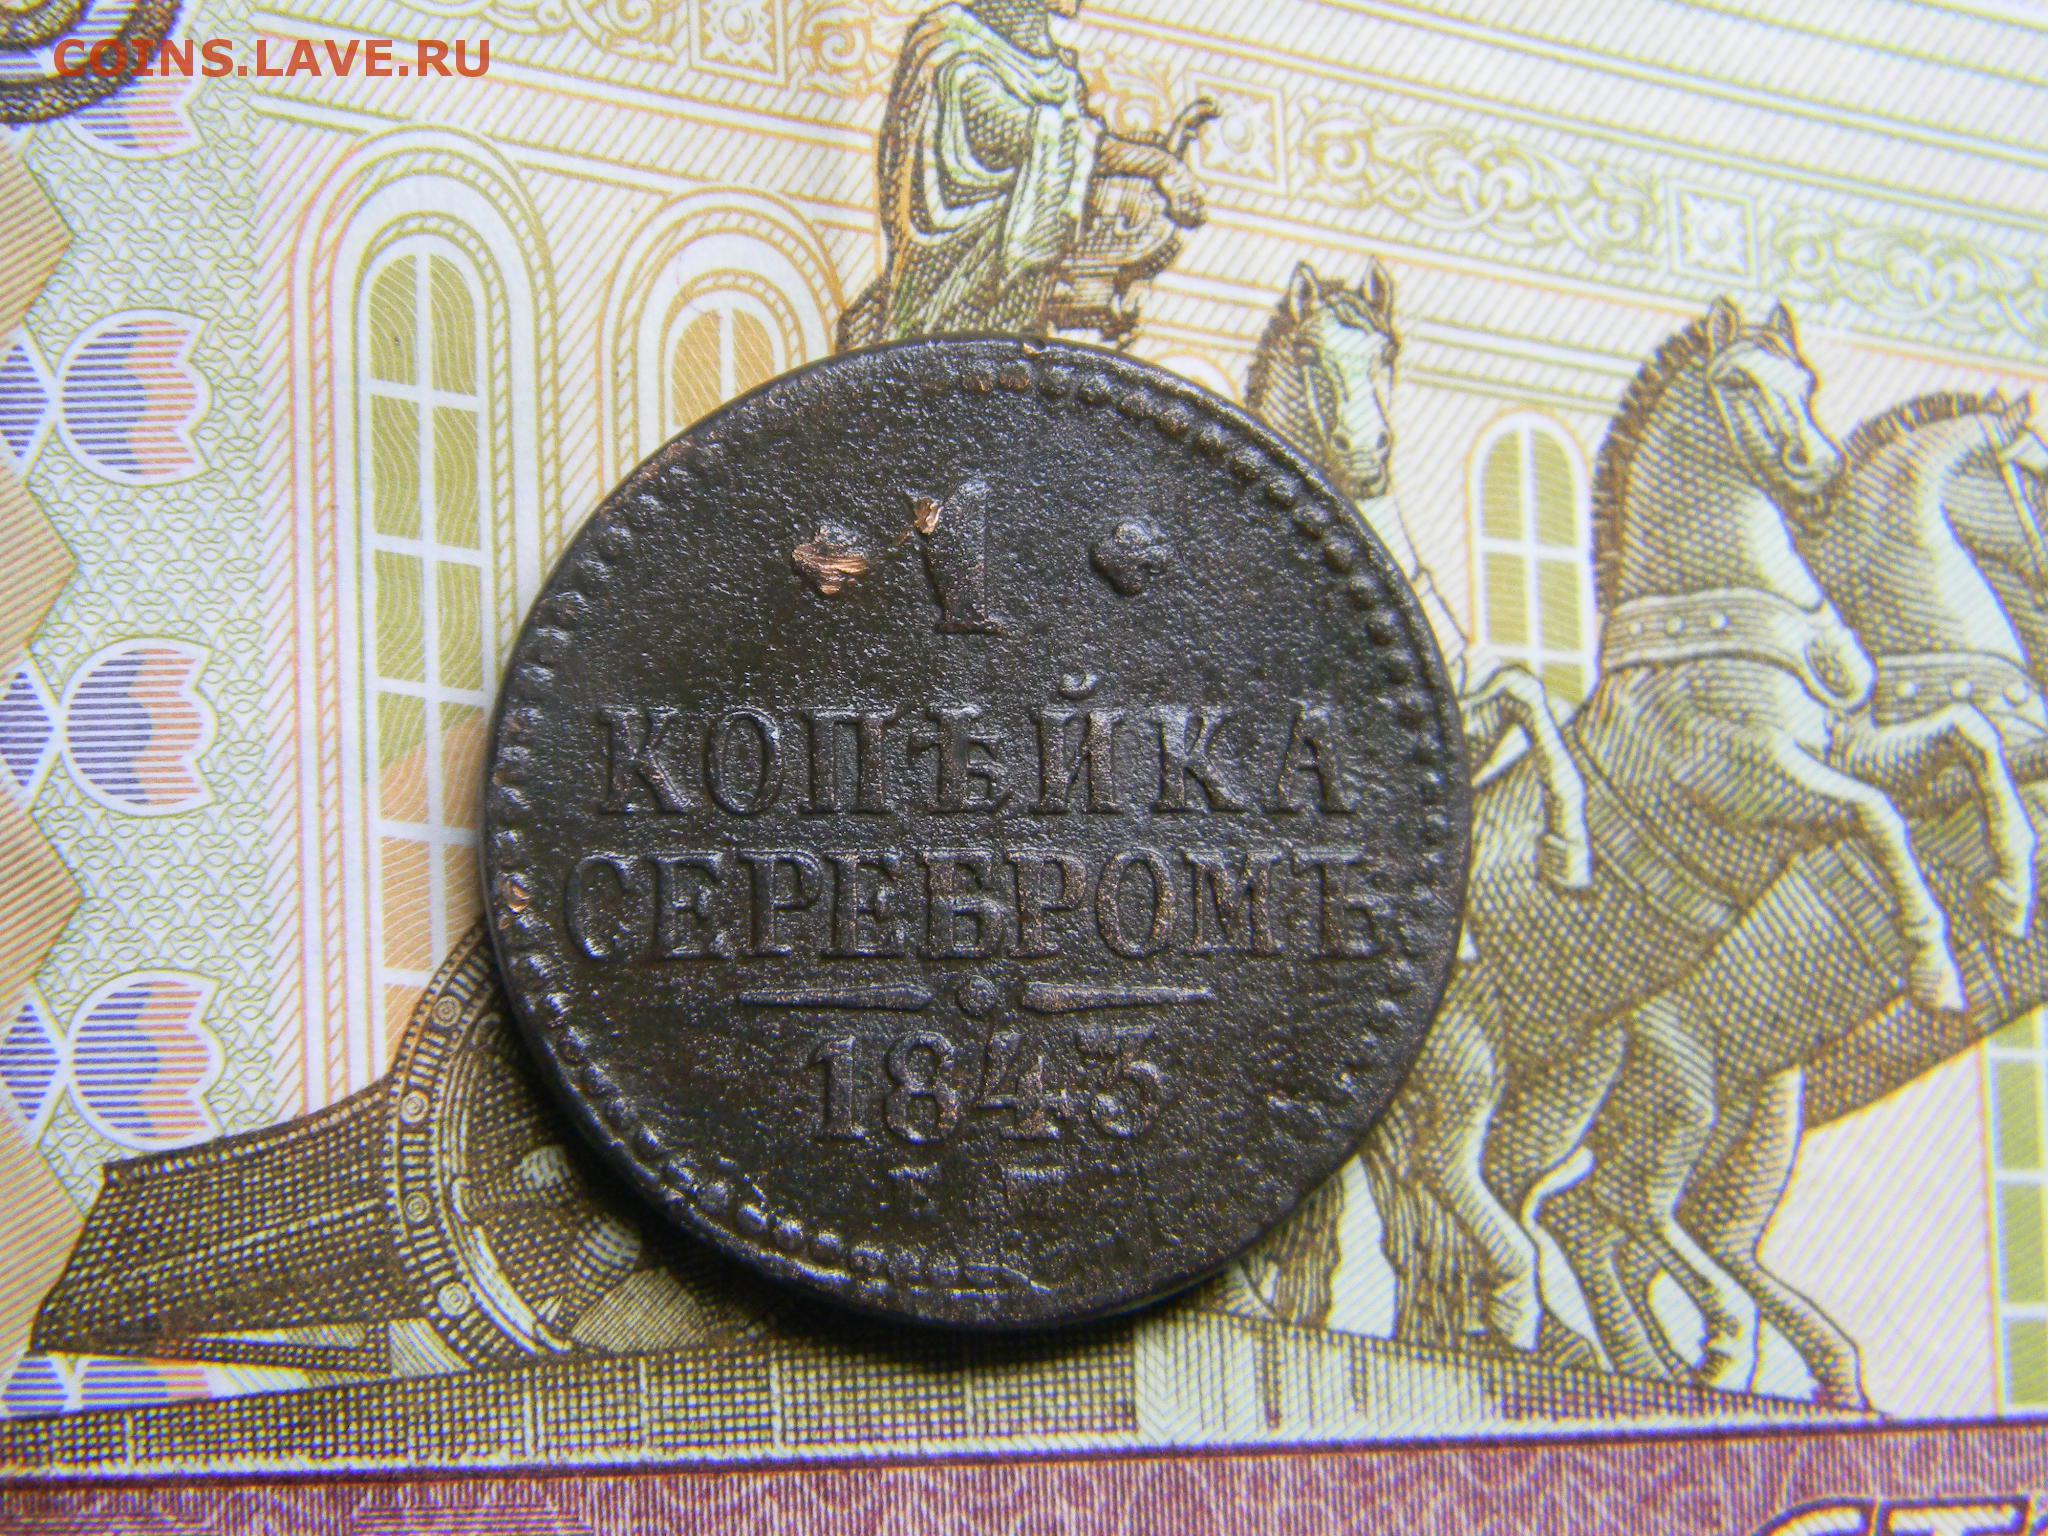 COINS.LAVE.RU
1
КОПѢЙКА
СЕРЕБРОМЪ
1843